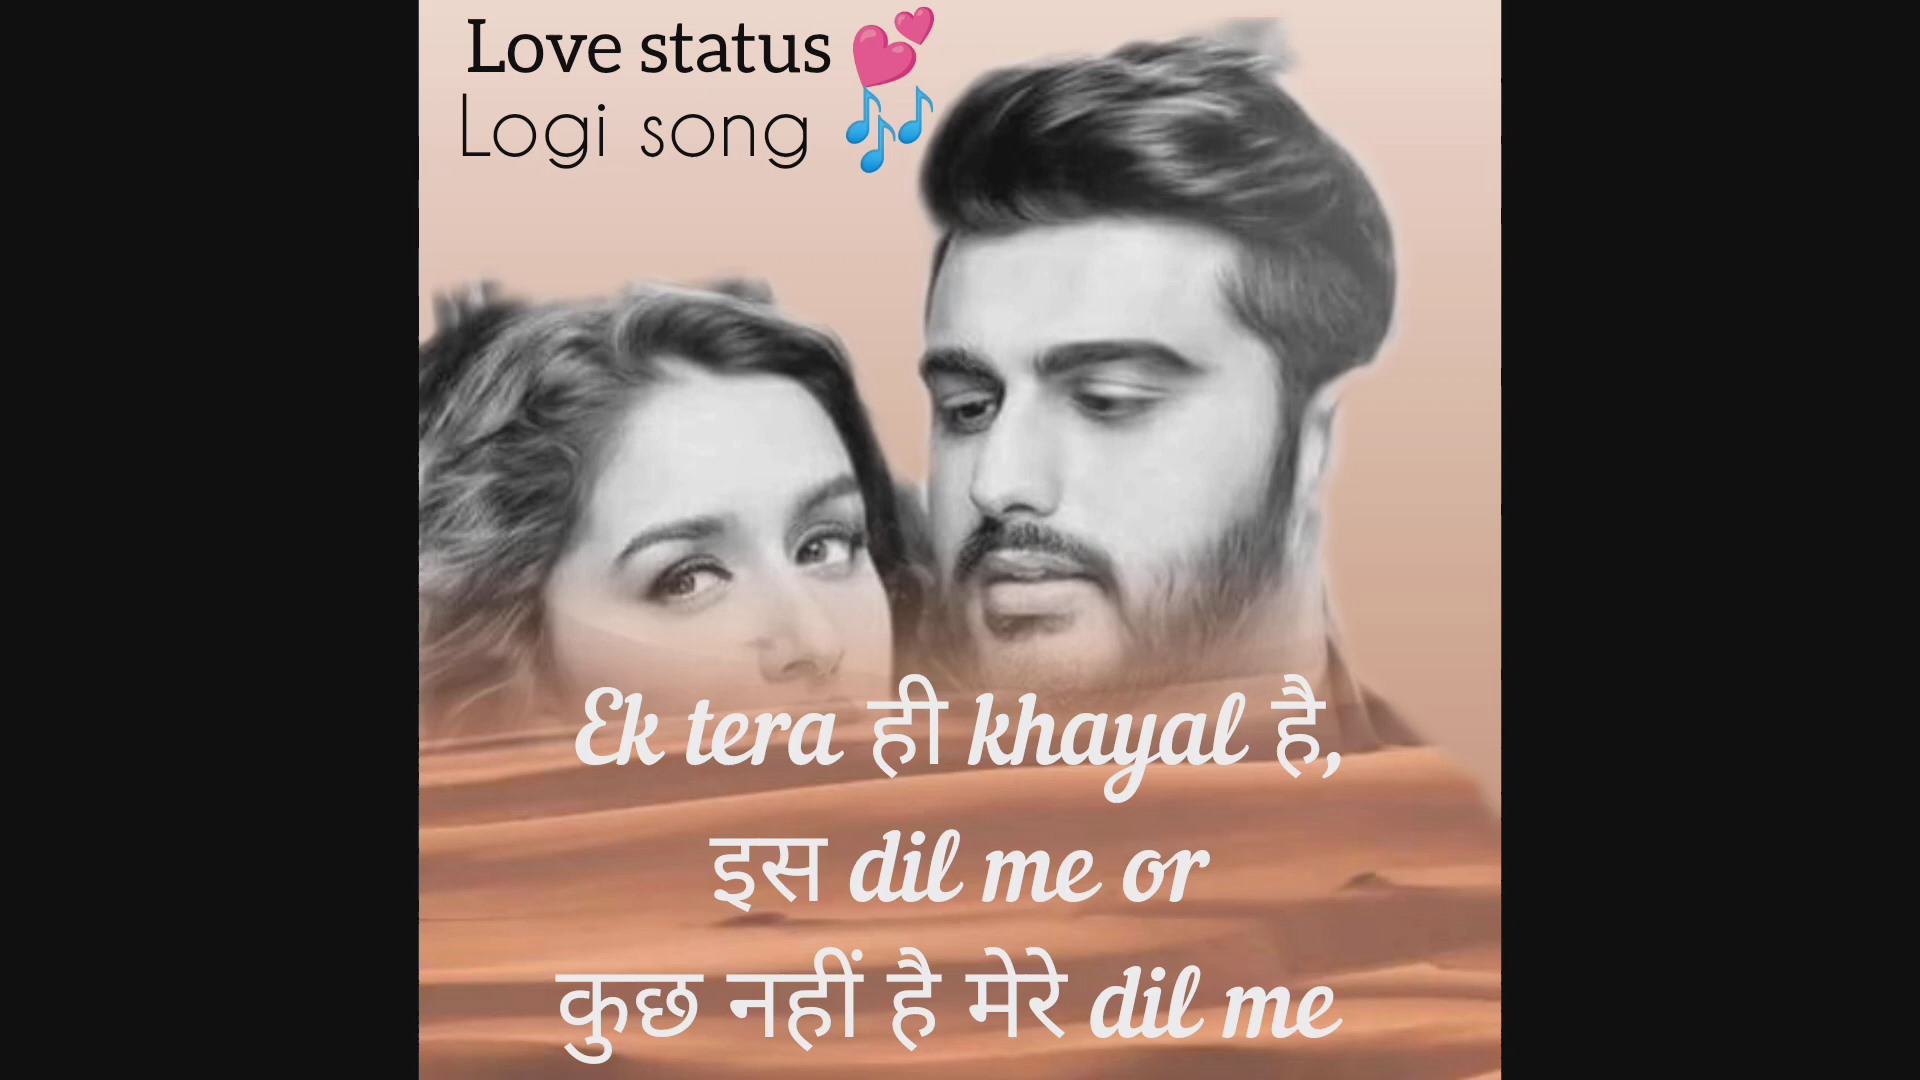 Love status 💕
Logi song 🎶
Ek tera ही khayal है,
इस dil me or
कुछ नहीं है मेरे dil me